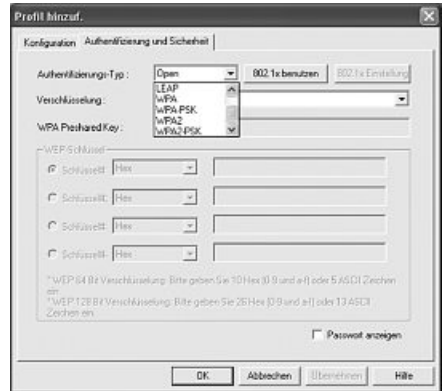 Profil hinzuf.
Konfiguration Authentifizierung und Sicherheit
Authentifizierungs-Typ : Open 802.1x benutzen 802.1x Einstellung
LEAP
WPA
WPA-PSK
WPA2
WPA2-PSK
Verschlüsselung :
WPA Preshared Key :
WEP-Schlüssel
Schlüssel#: Hex
Schlüssel#: Hex
Schlüssel#: Hex
Schlüssel#: Hex
* WEP 64 Bit Verschlüsselung: Bitte geben Sie 10 Hex (0-9 und a-f) oder 5 ASCII Zeichen
ein
* WEP 128 Bit Verschlüsselung: Bitte geben Sie 26 Hex (0-9 und a-f) oder 13 ASCII
Zeichen ein.
Passwort anzeigen
OK Abbrechen Übernehmen Hilfe